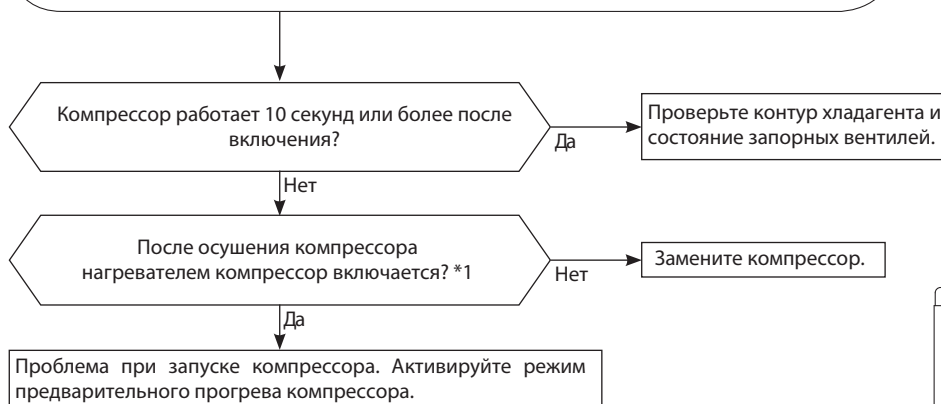 Компрессор работает 10 секунд или более после
включения?
Да
Проверьте контур хладагента и
состояние запорных вентилей.
Нет
После осушения компрессора
нагревателем компрессор включается? *1
Нет
Замените компрессор.
Да
Проблема при запуске компрессора. Активируйте режим
предварительного прогрева компрессора.